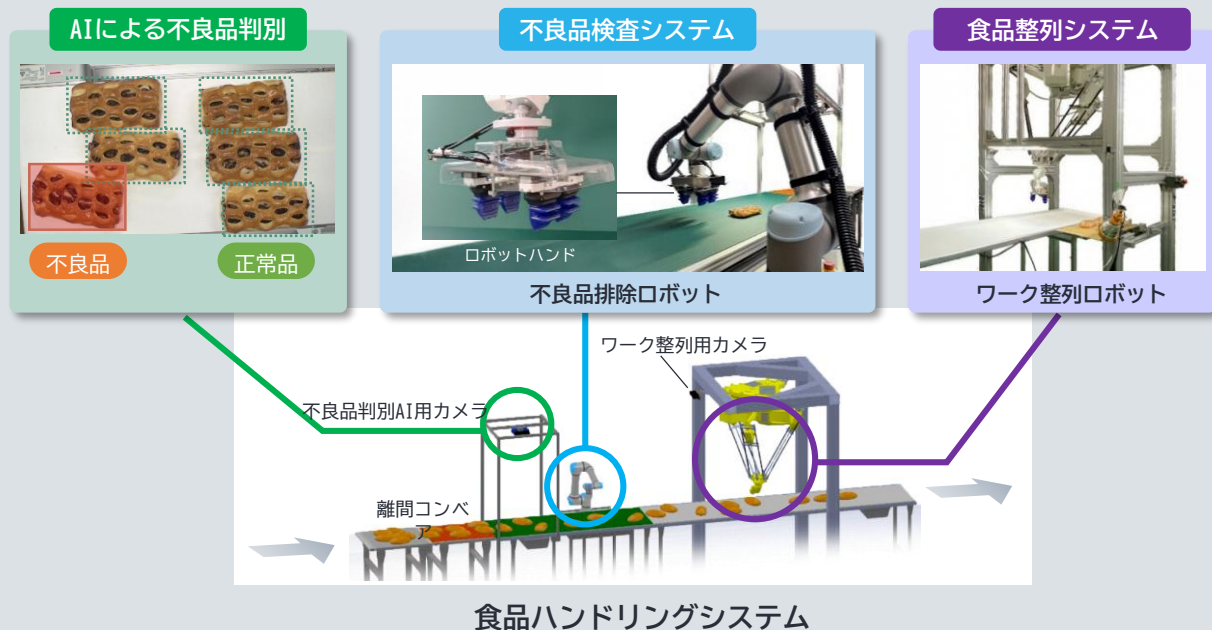 AIによる不良品判別
不良品検査システム
食品整列システム
不良品
正常品
ロボットハンド
不良品排除ロボット
ワーク整列ロボット
ワーク整列用カメラ
不良品判別AI用カメラ
離間コンベ
ア
食品ハンドリングシステム